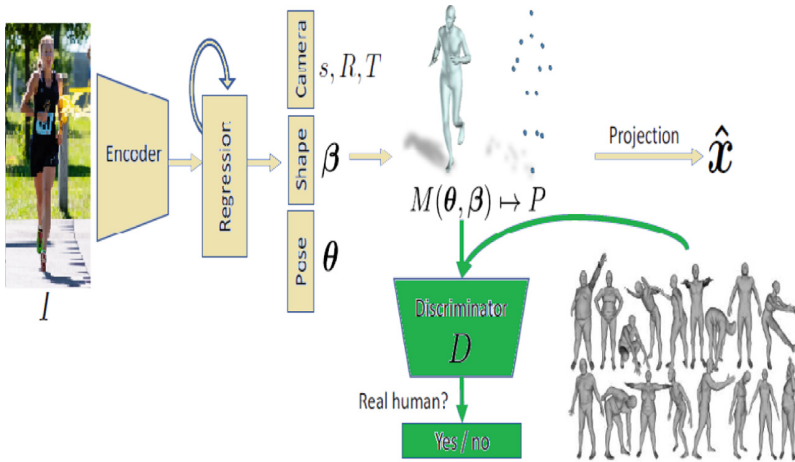 I
Encoder
Regression
Camera
s, R, T
Shape
β
Pose
θ
M(θ, β) ↦ P
Projection
x̂
Discriminator
D
Real human?
Yes / no